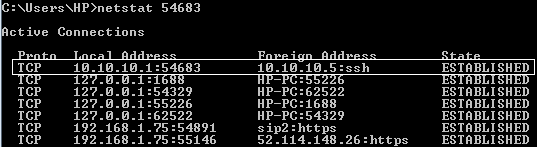 C:\Users\HP>netstat 54683
Active Connections
Proto Local Address Foreign Address State
TCP 10.10.10.1:54683 10.10.10.5:ssh ESTABLISHED
TCP 127.0.0.1:1688 HP-PC:55226 ESTABLISHED
TCP 127.0.0.1:54329 HP-PC:62522 ESTABLISHED
TCP 127.0.0.1:55226 HP-PC:1688 ESTABLISHED
TCP 127.0.0.1:62522 HP-PC:54329 ESTABLISHED
TCP 192.168.1.75:54891 sip2:https ESTABLISHED
TCP 192.168.1.75:55146 52.114.148.26:https ESTABLISHED